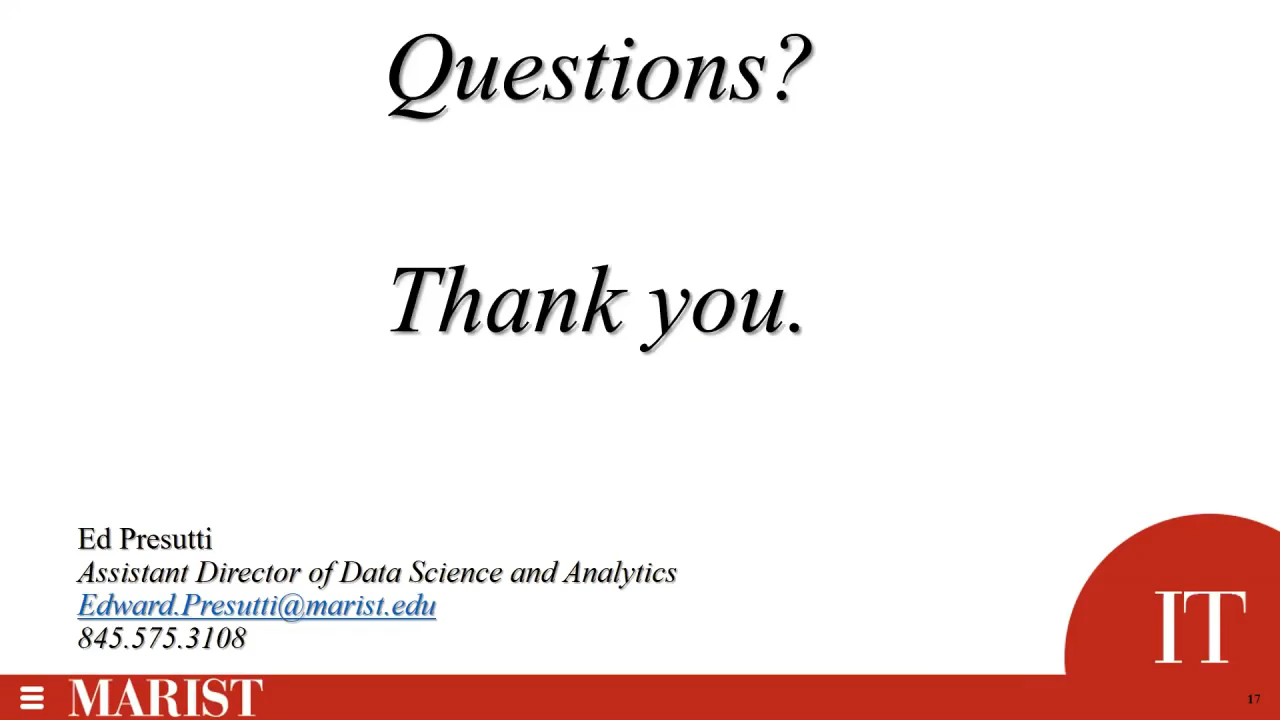 Questions?
Thank you.
Ed Presutti
Assistant Director of Data Science and Analytics
Edward.Presutti@marist.edu
845.575.3108
IT
MARIST
17